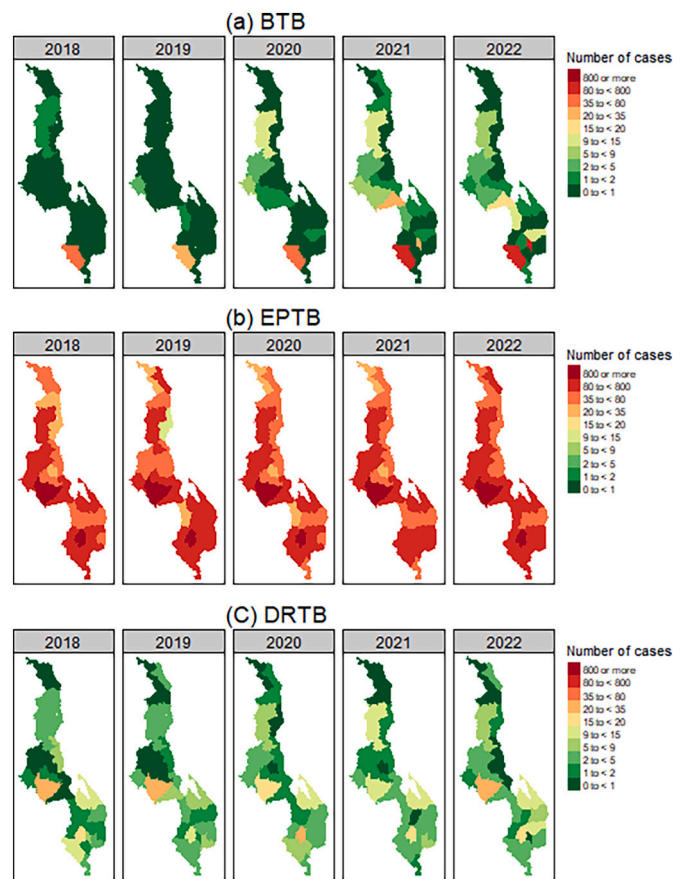 (a) BTB
2018 2019 2020 2021 2022
Number of cases
800 or more
80 to < 800
35 to < 80
20 to < 35
15 to < 20
9 to < 15
5 to < 9
2 to < 5
1 to < 2
0 to < 1
(b) EPTB
2018 2019 2020 2021 2022
Number of cases
800 or more
80 to < 800
35 to < 80
20 to < 35
15 to < 20
9 to < 15
5 to < 9
2 to < 5
1 to < 2
0 to < 1
(C) DRTB
2018 2019 2020 2021 2022
Number of cases
800 or more
80 to < 800
35 to < 80
20 to < 35
15 to < 20
9 to < 15
5 to < 9
2 to < 5
1 to < 2
0 to < 1